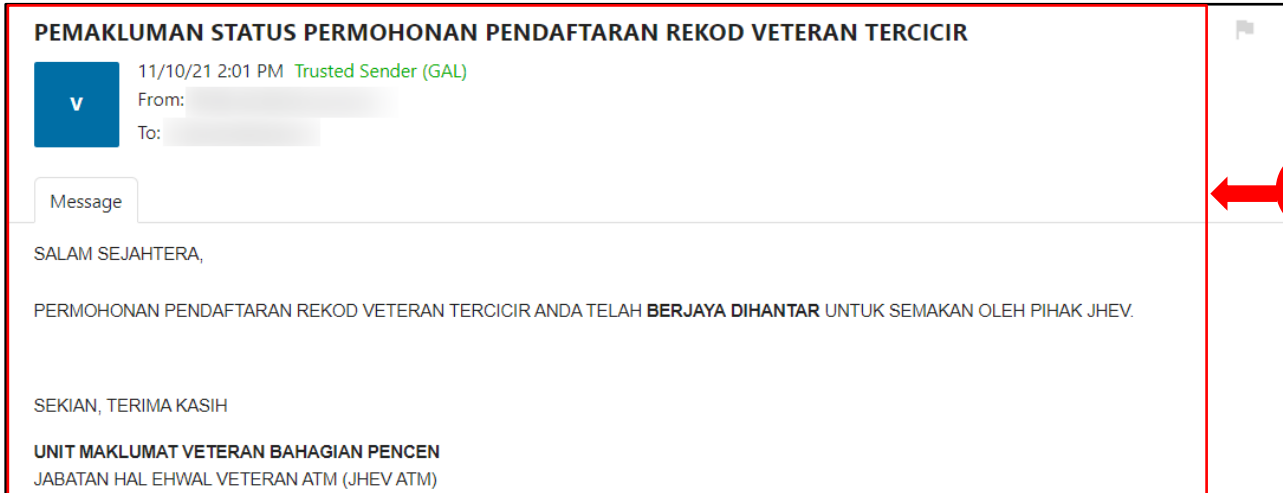 PEMAKLUMAN STATUS PERMOHONAN PENDAFTARAN REKOD VETERAN TERCICIR
V
11/10/21 2:01 PM Trusted Sender (GAL)
From:
To:
Message
SALAM SEJAHTERA,
PERMOHONAN PENDAFTARAN REKOD VETERAN TERCICIR ANDA TELAH BERJAYA DIHANTAR UNTUK SEMAKAN OLEH PIHAK JHEV.
SEKIAN, TERIMA KASIH
UNIT MAKLUMAT VETERAN BAHAGIAN PENCEN
JABATAN HAL EHWAL VETERAN ATM (JHEV ATM)